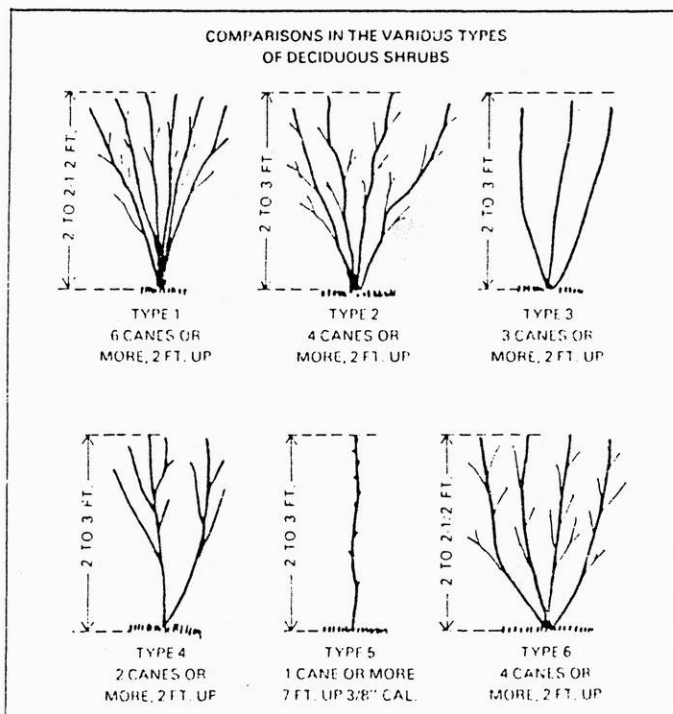 COMPARISONS IN THE VARIOUS TYPES
OF DECIDUOUS SHRUBS
2 TO 2-1/2 FT.
2 TO 3 FT.
2 TO 3 FT.
TYPE 1
6 CANES OR
MORE, 2 FT. UP
TYPE 2
4 CANES OR
MORE, 2 FT. UP
TYPE 3
3 CANES OR
MORE, 2 FT. UP
2 TO 3 FT.
2 TO 3 FT.
2 TO 2-1/2 FT.
TYPE 4
2 CANES OR
MORE, 2 FT. UP
TYPE 5
1 CANE OR MORE
7 FT. UP 3/8" CAL.
TYPE 6
4 CANES OR
MORE, 2 FT. UP